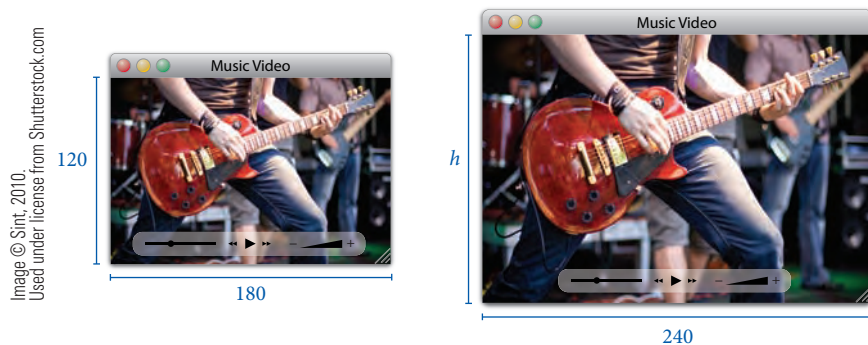 Image © Sint, 2010.
Used under license from Shutterstock.com
Music Video
120
180
Music Video
h
240